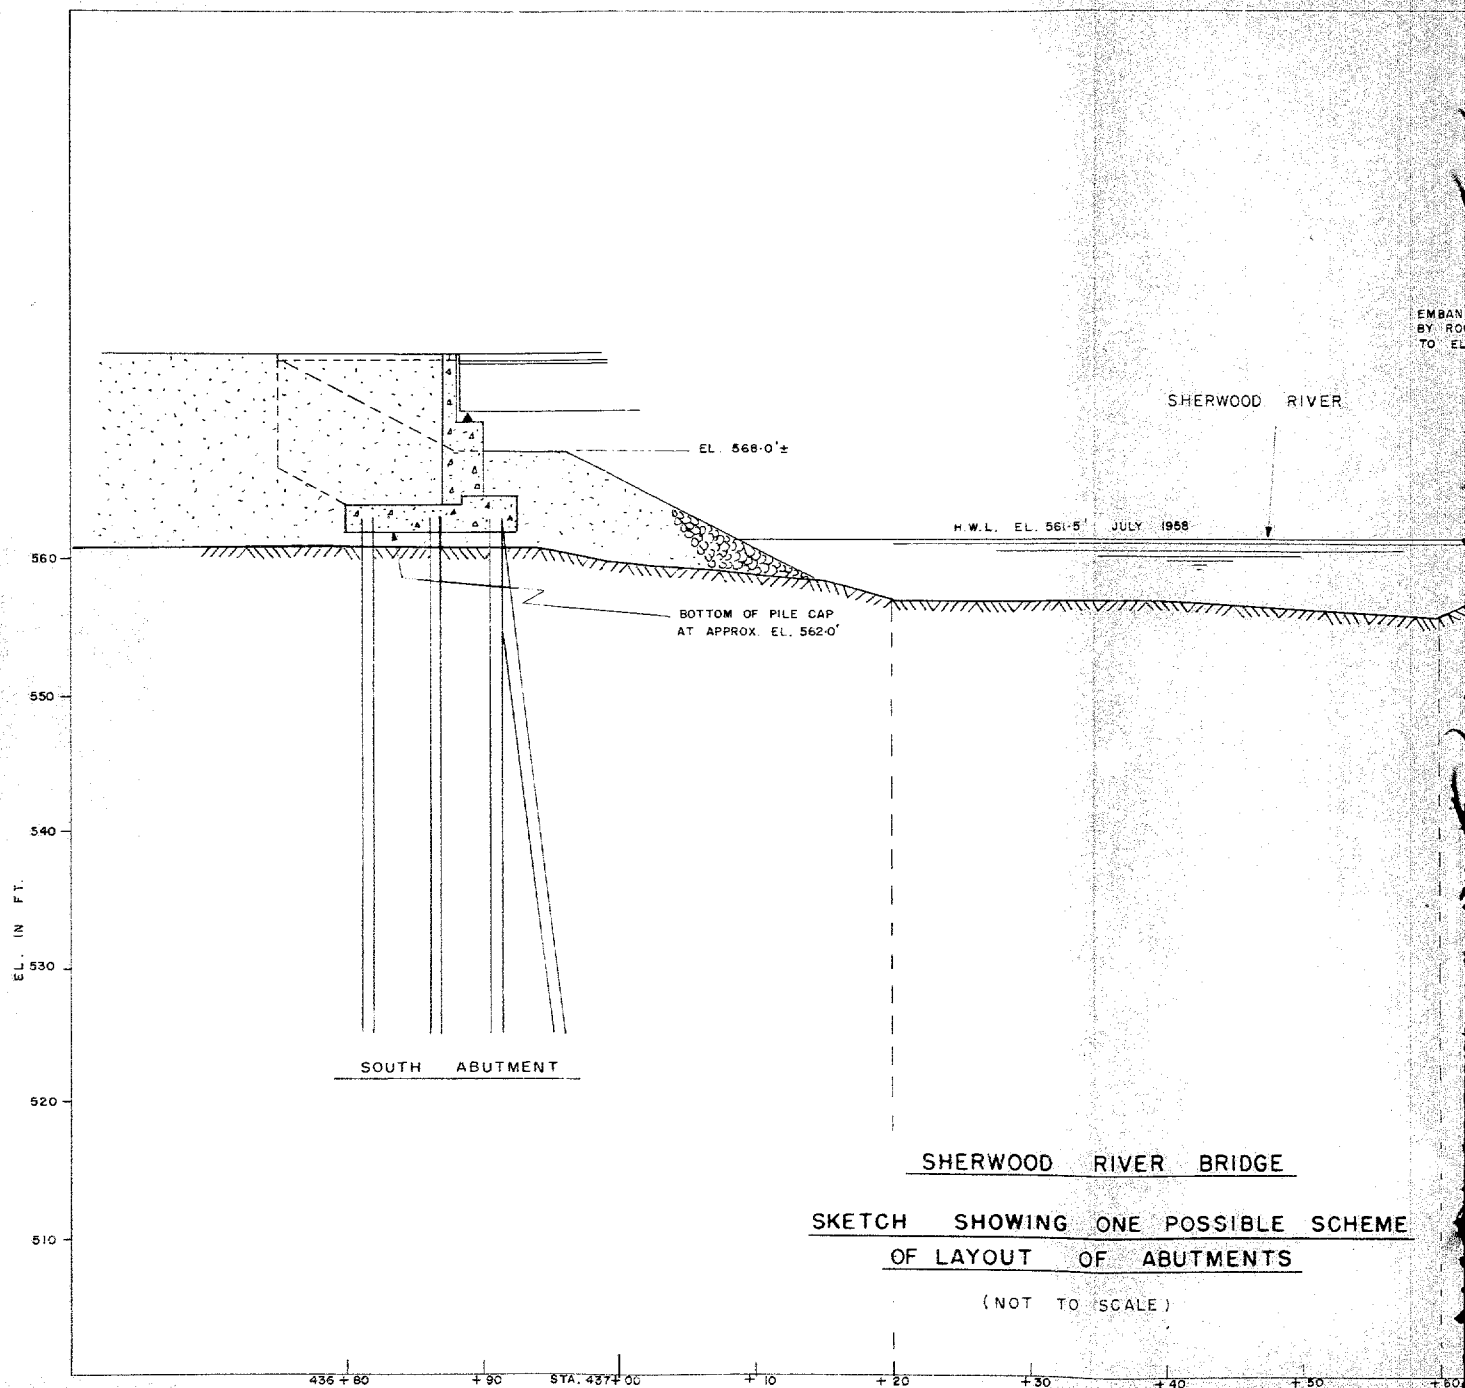 EMBAN
BY RO
TO EL
SHERWOOD RIVER
EL. 568.0'±
H.W.L. EL. 561.5' JULY 1968
560
BOTTOM OF PILE CAP
AT APPROX. EL. 562.0'
550
540
EL. IN FT.
530
SOUTH ABUTMENT
520
SHERWOOD RIVER BRIDGE
SKETCH SHOWING ONE POSSIBLE SCHEME
510
OF LAYOUT OF ABUTMENTS
(NOT TO SCALE)
436+80 +90 STA. 437+00 +10 +20 +30 +40 +50 +60